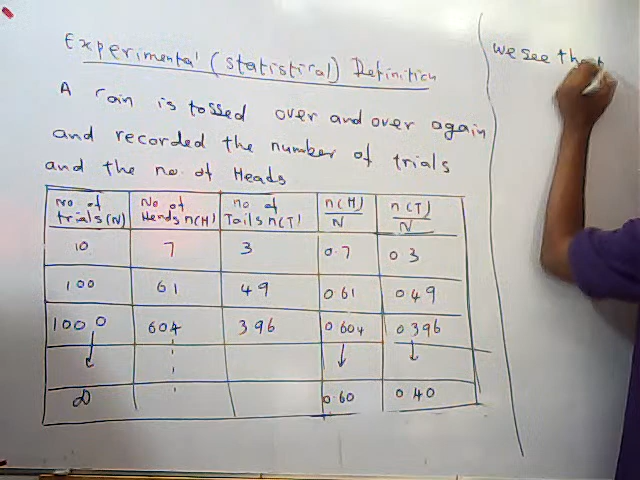 Experimental (Statistical) Definition
A coin is tossed over and over again
and recorded the number of trials
and the no. of Heads
No of trials (N) No of Heads n(H) no of Tails n(T) n(H)/N n(T)/N
10 7 3 0.7 0.3
100 61 49 0.61 0.49
1000 604 396 0.604 0.396
∞ 0.60 0.40
we see that